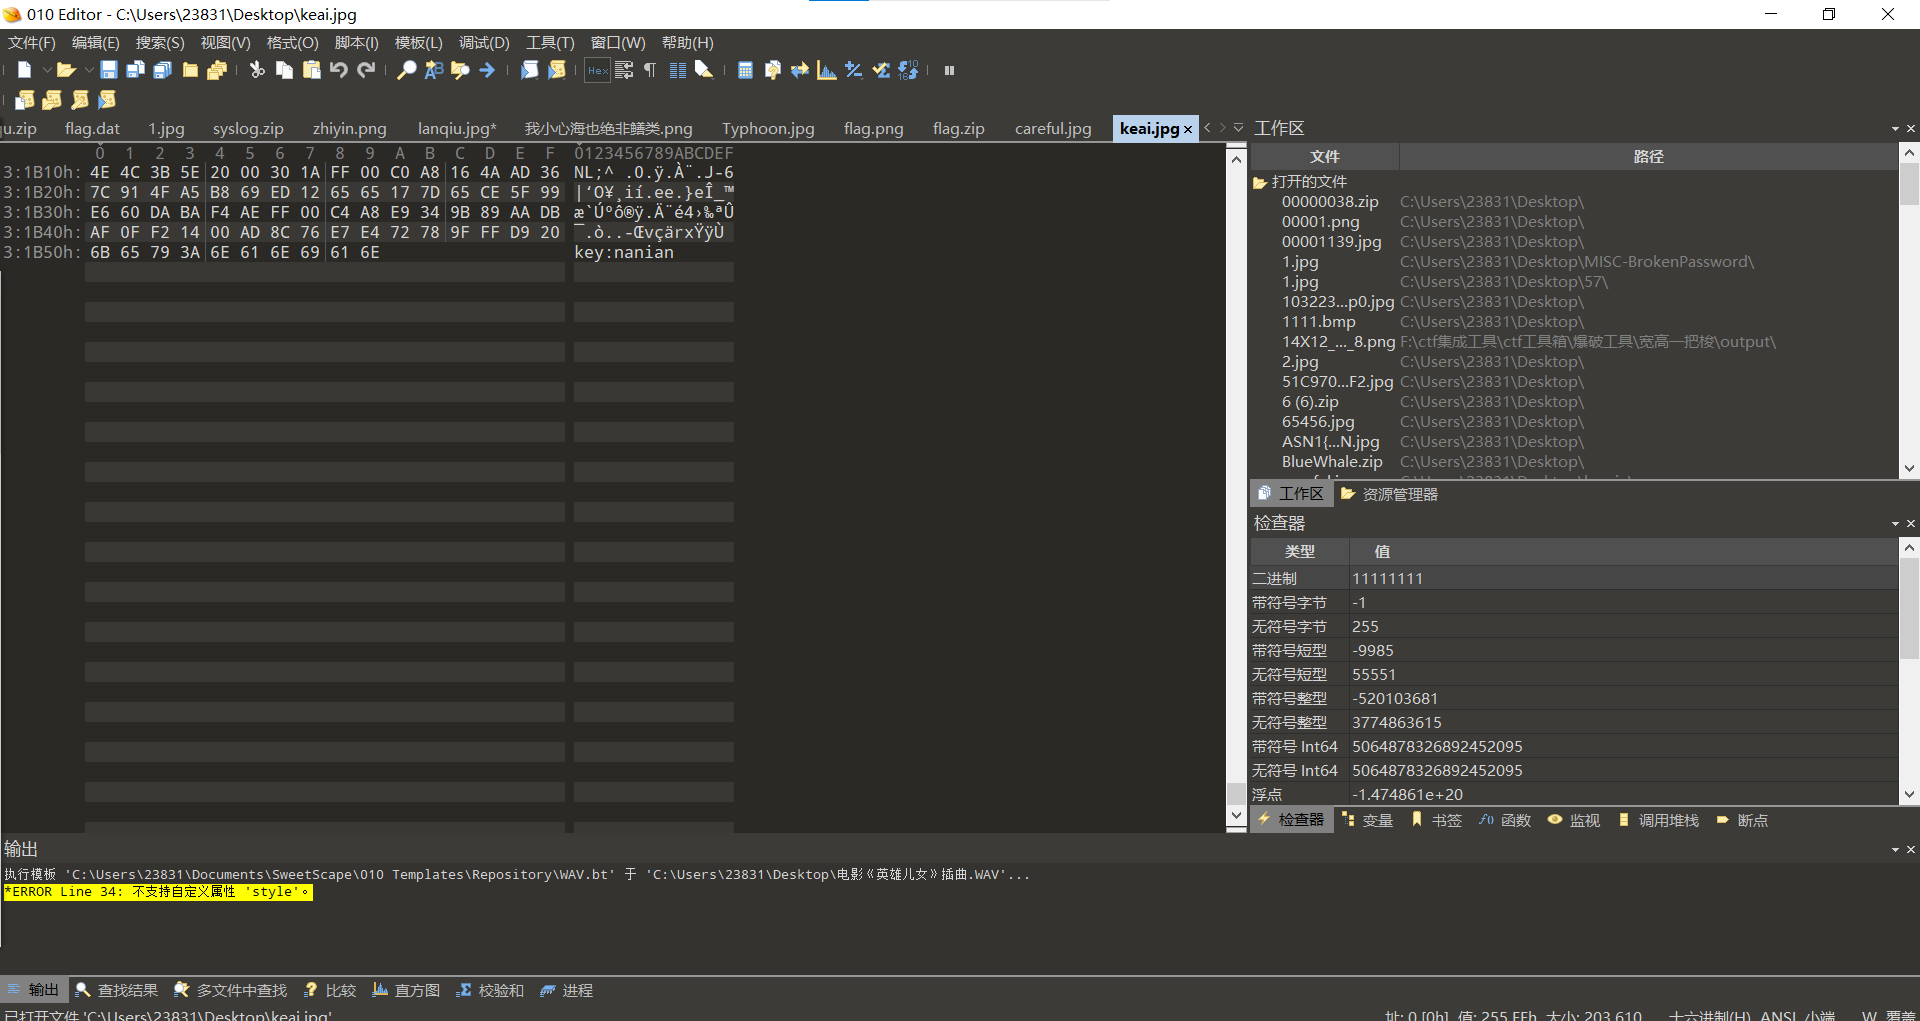 010 Editor - C:\Users\23831\Desktop\keai.jpg
文件(F) 编辑(E) 搜索(S) 视图(V) 格式(O) 脚本(I) 模板(L) 调试(D) 工具(T) 窗口(W) 帮助(H)
Hex
u.zip flag.dat 1.jpg syslog.zip zhiyin.png lanqiu.jpg* 我小心海也绝非鳝类.png Typhoon.jpg flag.png flag.zip careful.jpg keai.jpg ×
0 1 2 3 4 5 6 7 8 9 A B C D E F 0123456789ABCDEF
3:1B10h: 4E 4C 3B 5E 20 00 30 1A FF 00 C0 A8 16 4A AD 36 NL;^ .0.ÿ.À¨.J-6
3:1B20h: 7C 91 4F A5 B8 69 ED 12 65 65 17 7D 65 CE 5F 99 |‘O¥¸ií.ee.}eÎ_™
3:1B30h: E6 60 DA BA F4 AE FF 00 C4 A8 E9 34 9B 89 AA DB æ`Úºô®ÿ.Ä¨é4›‰ªÛ
3:1B40h: AF 0F F2 14 00 AD 8C 76 E7 E4 72 78 9F FF D9 20 ¯.ò..-ŒvçärxŸÿÙ
3:1B50h: 6B 65 79 3A 6E 61 6E 69 61 6E key:nanian
工作区
文件 路径
打开的文件
00000038.zip C:\Users\23831\Desktop\
00001.png C:\Users\23831\Desktop\
00001139.jpg C:\Users\23831\Desktop\
1.jpg C:\Users\23831\Desktop\MISC-BrokenPassword\
1.jpg C:\Users\23831\Desktop\57\
103223...p0.jpg C:\Users\23831\Desktop\
1111.bmp C:\Users\23831\Desktop\
14X12_..._8.png F:\ctf集成工具\ctf工具箱\爆破工具\宽高一把梭\output\
2.jpg C:\Users\23831\Desktop\
51C970...F2.jpg C:\Users\23831\Desktop\
6 (6).zip C:\Users\23831\Desktop\
65456.jpg C:\Users\23831\Desktop\
ASN1{...N.jpg C:\Users\23831\Desktop\
BlueWhale.zip C:\Users\23831\Desktop\
工作区 资源管理器
检查器
类型 值
二进制 11111111
带符号字节 -1
无符号字节 255
带符号短型 -9985
无符号短型 55551
带符号整型 -520103681
无符号整型 3774863615
带符号 Int64 5064878326892452095
无符号 Int64 5064878326892452095
浮点 -1.474861e+20
检查器 变量 书签 函数 监视 调用堆栈 断点
输出
执行模板 'C:\Users\23831\Documents\SweetScape\010 Templates\Repository\WAV.bt' 于 'C:\Users\23831\Desktop\电影《英雄儿女》插曲.WAV'...
*ERROR Line 34: 不支持自定义属性 'style'。
输出 查找结果 多文件中查找 比较 直方图 校验和 进程
已打开文件 'C:\Users\23831\Desktop\keai.jpg'
址: 0 [0h] 值: 255 FFh 大小: 203,610 十六进制(H) ANSI 小端 W 覆盖